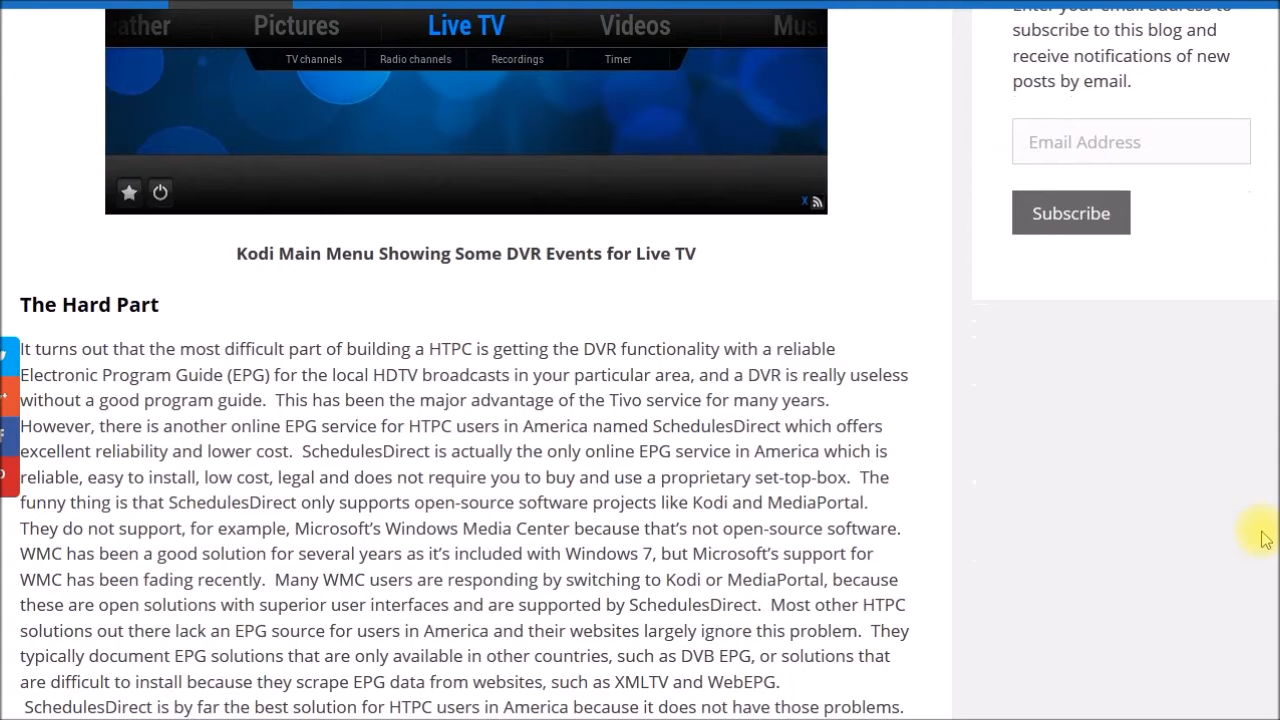 eather Pictures Live TV Videos Mus
TV channels Radio channels Recordings Timer
X
Kodi Main Menu Showing Some DVR Events for Live TV
The Hard Part
It turns out that the most difficult part of building a HTPC is getting the DVR functionality with a reliable
Electronic Program Guide (EPG) for the local HDTV broadcasts in your particular area, and a DVR is really useless
without a good program guide.  This has been the major advantage of the Tivo service for many years.
However, there is another online EPG service for HTPC users in America named SchedulesDirect which offers
excellent reliability and lower cost.  SchedulesDirect is actually the only online EPG service in America which is
reliable, easy to install, low cost, legal and does not require you to buy and use a proprietary set-top-box.  The
funny thing is that SchedulesDirect only supports open-source software projects like Kodi and MediaPortal.
They do not support, for example, Microsoft's Windows Media Center because that's not open-source software.
WMC has been a good solution for several years as it's included with Windows 7, but Microsoft's support for
WMC has been fading recently.  Many WMC users are responding by switching to Kodi or MediaPortal, because
these are open solutions with superior user interfaces and are supported by SchedulesDirect.  Most other HTPC
solutions out there lack an EPG source for users in America and their websites largely ignore this problem.  They
typically document EPG solutions that are only available in other countries, such as DVB EPG, or solutions that
are difficult to install because they scrape EPG data from websites, such as XMLTV and WebEPG.
SchedulesDirect is by far the best solution for HTPC users in America because it does not have those problems.
Enter your email address to
subscribe to this blog and
receive notifications of new
posts by email.
Email Address
Subscribe